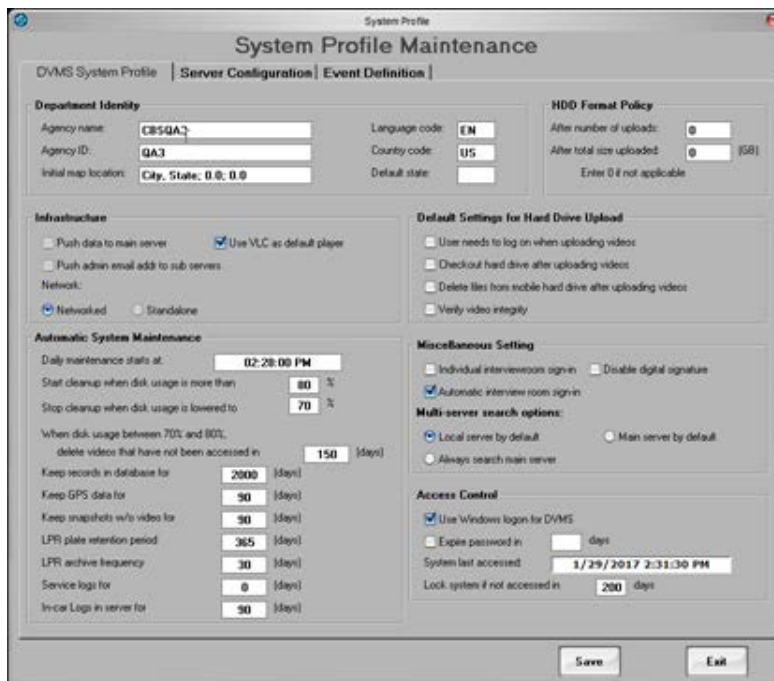 System Profile
System Profile Maintenance
DVMS System Profile
Server Configuration
Event Definition
Department Identity
Agency name: CBSQA3
Agency ID: QA3
Initial map location: City, State; 0.0; 0.0
Language code: EN
Country code: US
Default state:
HDD Format Policy
After number of uploads: 0
After total size uploaded: 0 (GB)
Enter 0 if not applicable
Infrastructure
Push data to main server
Use VLC as default player
Push admin email addr to sub servers
Network:
Networked
Standalone
Default Settings for Hard Drive Upload
User needs to log on when uploading videos
Checkout hard drive after uploading videos
Delete files from mobile hard drive after uploading videos
Verify video integrity
Automatic System Maintenance
Daily maintenance starts at: 02:28:00 PM
Start cleanup when disk usage is more than 80 %
Stop cleanup when disk usage is lowered to 70 %
When disk usage between 70% and 80%,
delete videos that have not been accessed in 150 (days)
Keep records in database for 2000 (days)
Keep GPS data for 90 (days)
Keep snapshots w/o video for 90 (days)
LPR plate retention period 365 (days)
LPR archive frequency 30 (days)
Service logs for 0 (days)
In-car Logs in server for 90 (days)
Miscellaneous Setting
Individual interviewroom sign-in
Disable digital signature
Automatic interview room sign-in
Multi-server search options:
Local server by default
Main server by default
Always search main server
Access Control
Use Windows logon for DVMS
Expire password in days
System last accessed: 1/29/2017 2:31:30 PM
Lock system if not accessed in 200 days
Save
Exit